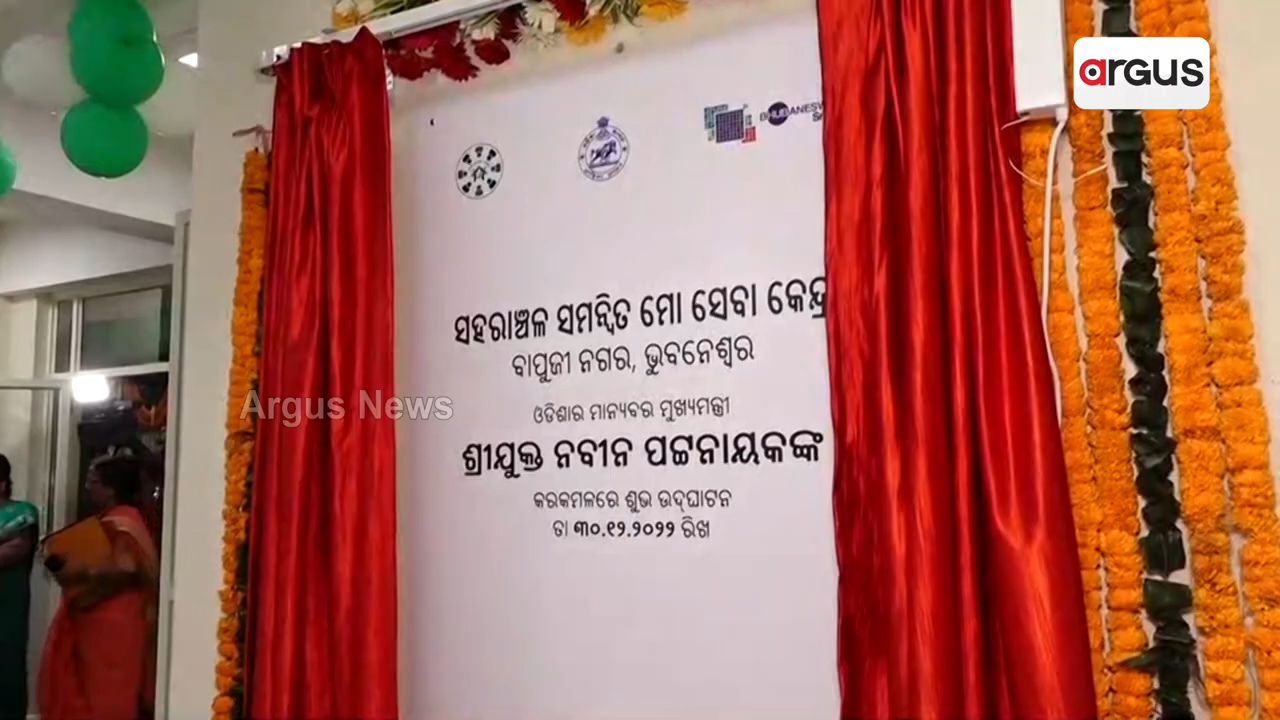 argus
BHUBANESW
ସହରାଞ୍ଚଳ ସମନ୍ୱିତ ମୋ ସେବା କେନ୍ଦ୍ର
ବାପୁଜୀ ନଗର, ଭୁବନେଶ୍ୱର
Argus News
ଓଡିଶାର ମାନ୍ୟବର ମୁଖ୍ୟମନ୍ତ୍ରୀ
ଶ୍ରୀଯୁକ୍ତ ନବୀନ ପଟ୍ଟନାୟକଙ୍କ
କରକମଳରେ ଶୁଭ ଉଦ୍‌ଘାଟନ
ତା ୩୦.୧୨.୨୦୨୨ ରିଖ